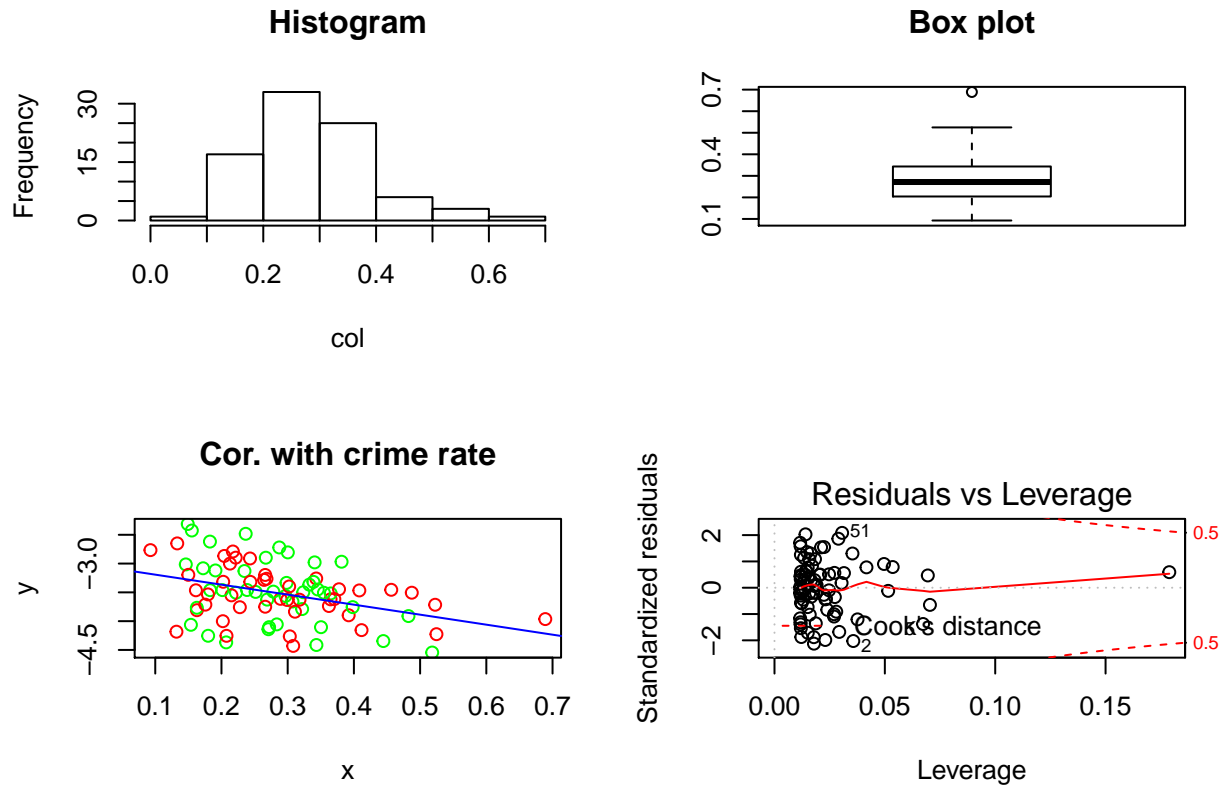 Histogram
Frequency
0 15 30
0.0 0.2 0.4 0.6
col
Box plot
0.1 0.4 0.7
Cor. with crime rate
y
−4.5 −3.0
0.1 0.2 0.3 0.4 0.5 0.6 0.7
x
Residuals vs Leverage
Standardized residuals
−2 0 2
0.5
0.5
51
2
Cook's distance
0.00 0.05 0.10 0.15
Leverage